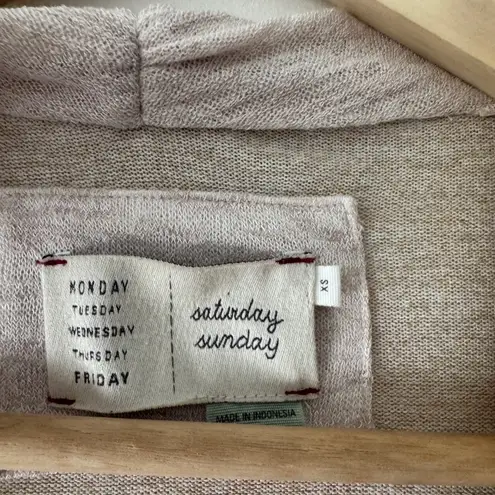 MONDAY
TUESDAY
WEDNESDAY
THURSDAY
FRIDAY
saturday
sunday
XS
MADE IN INDONESIA